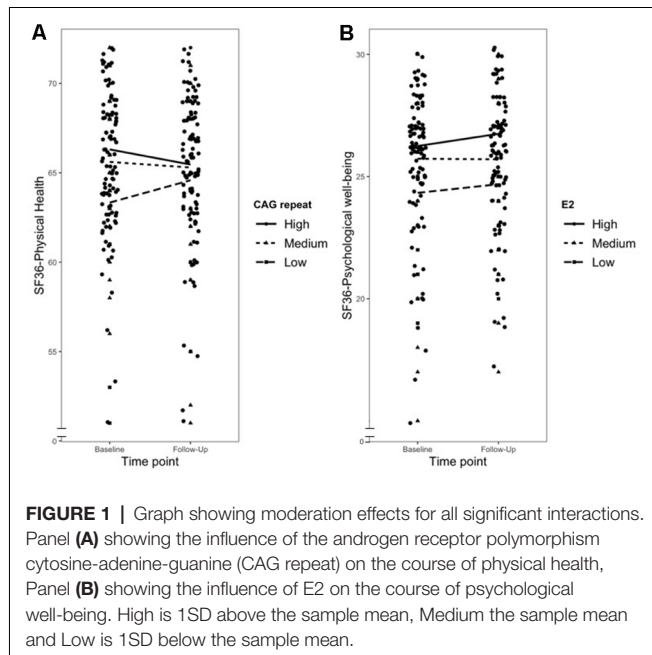 A
SF36-Physical Health
70
65
60
55
0
Baseline
Follow-Up
Time point
CAG repeat
High
Medium
Low
B
SF36-Psychological well-being
30
25
20
0
Baseline
Follow-Up
Time point
E2
High
Medium
Low
FIGURE 1 | Graph showing moderation effects for all significant interactions.
Panel (A) showing the influence of the androgen receptor polymorphism
cytosine-adenine-guanine (CAG repeat) on the course of physical health,
Panel (B) showing the influence of E2 on the course of psychological
well-being. High is 1SD above the sample mean, Medium the sample mean
and Low is 1SD below the sample mean.